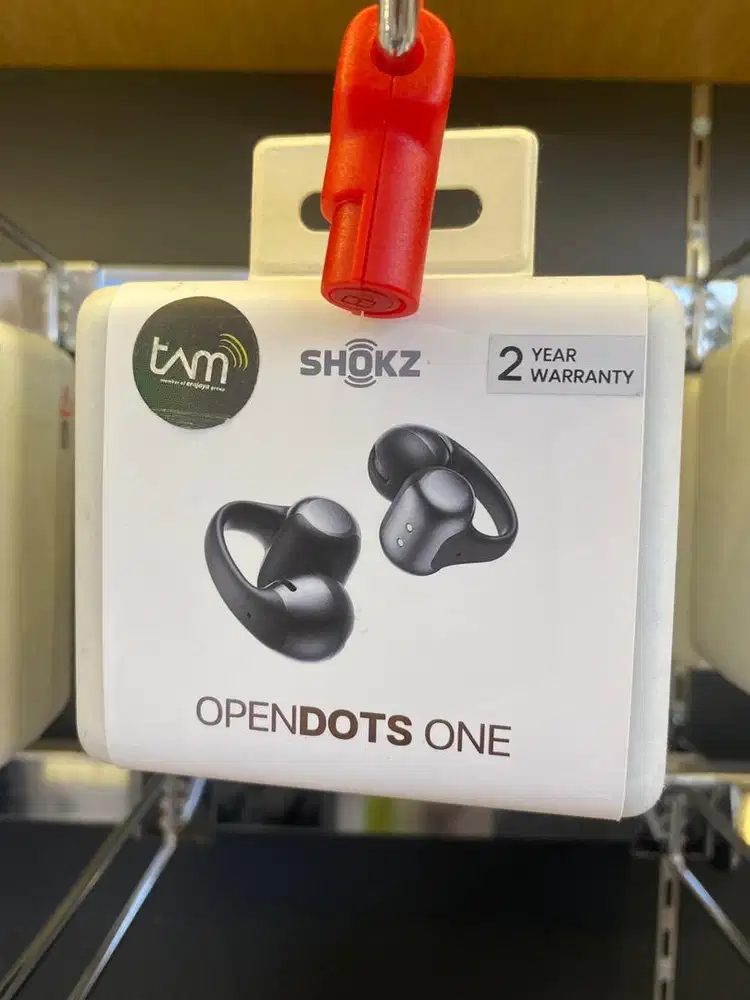 tam
member of erajaya group
SHOKZ
2 YEAR
WARRANTY
OPENDOTS ONE